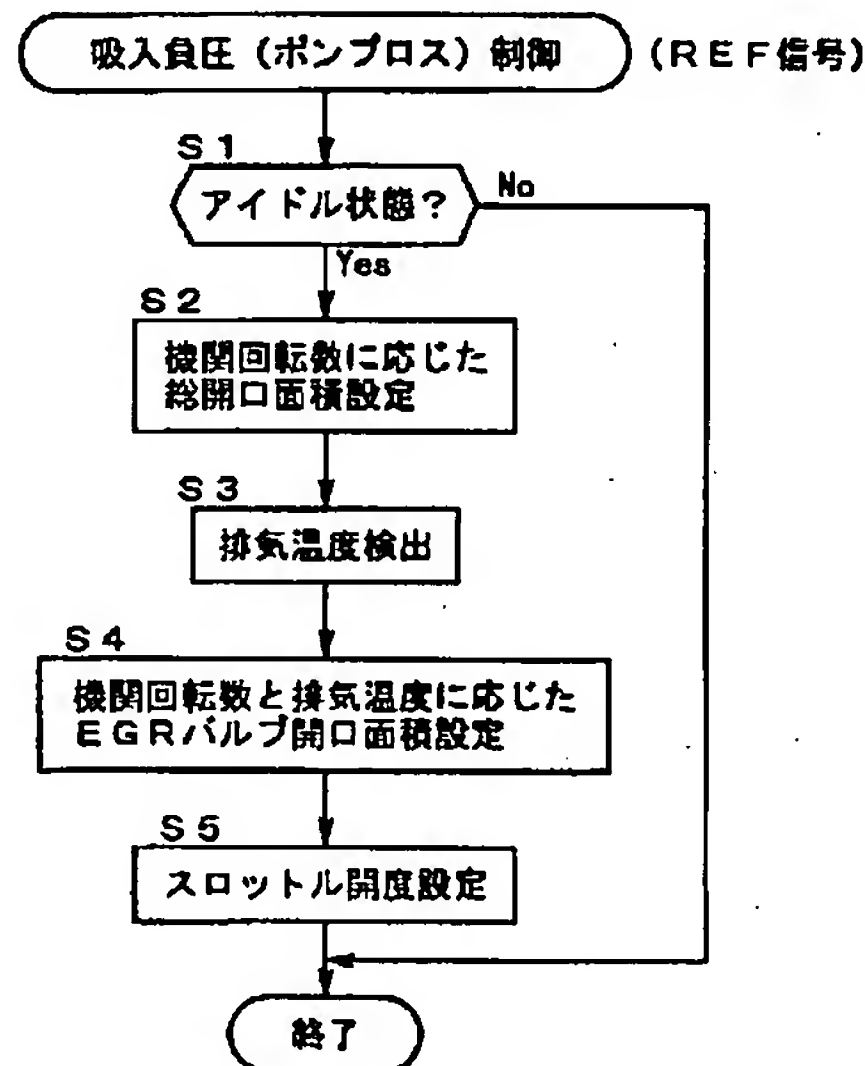 吸入負圧（ポンプロス）制御 （ＲＥＦ信号）
Ｓ１
アイドル状態？ No
Yes
Ｓ２
機関回転数に応じた
総開口面積設定
Ｓ３
排気温度検出
Ｓ４
機関回転数と排気温度に応じた
ＥＧＲバルブ開口面積設定
Ｓ５
スロットル開度設定
終了